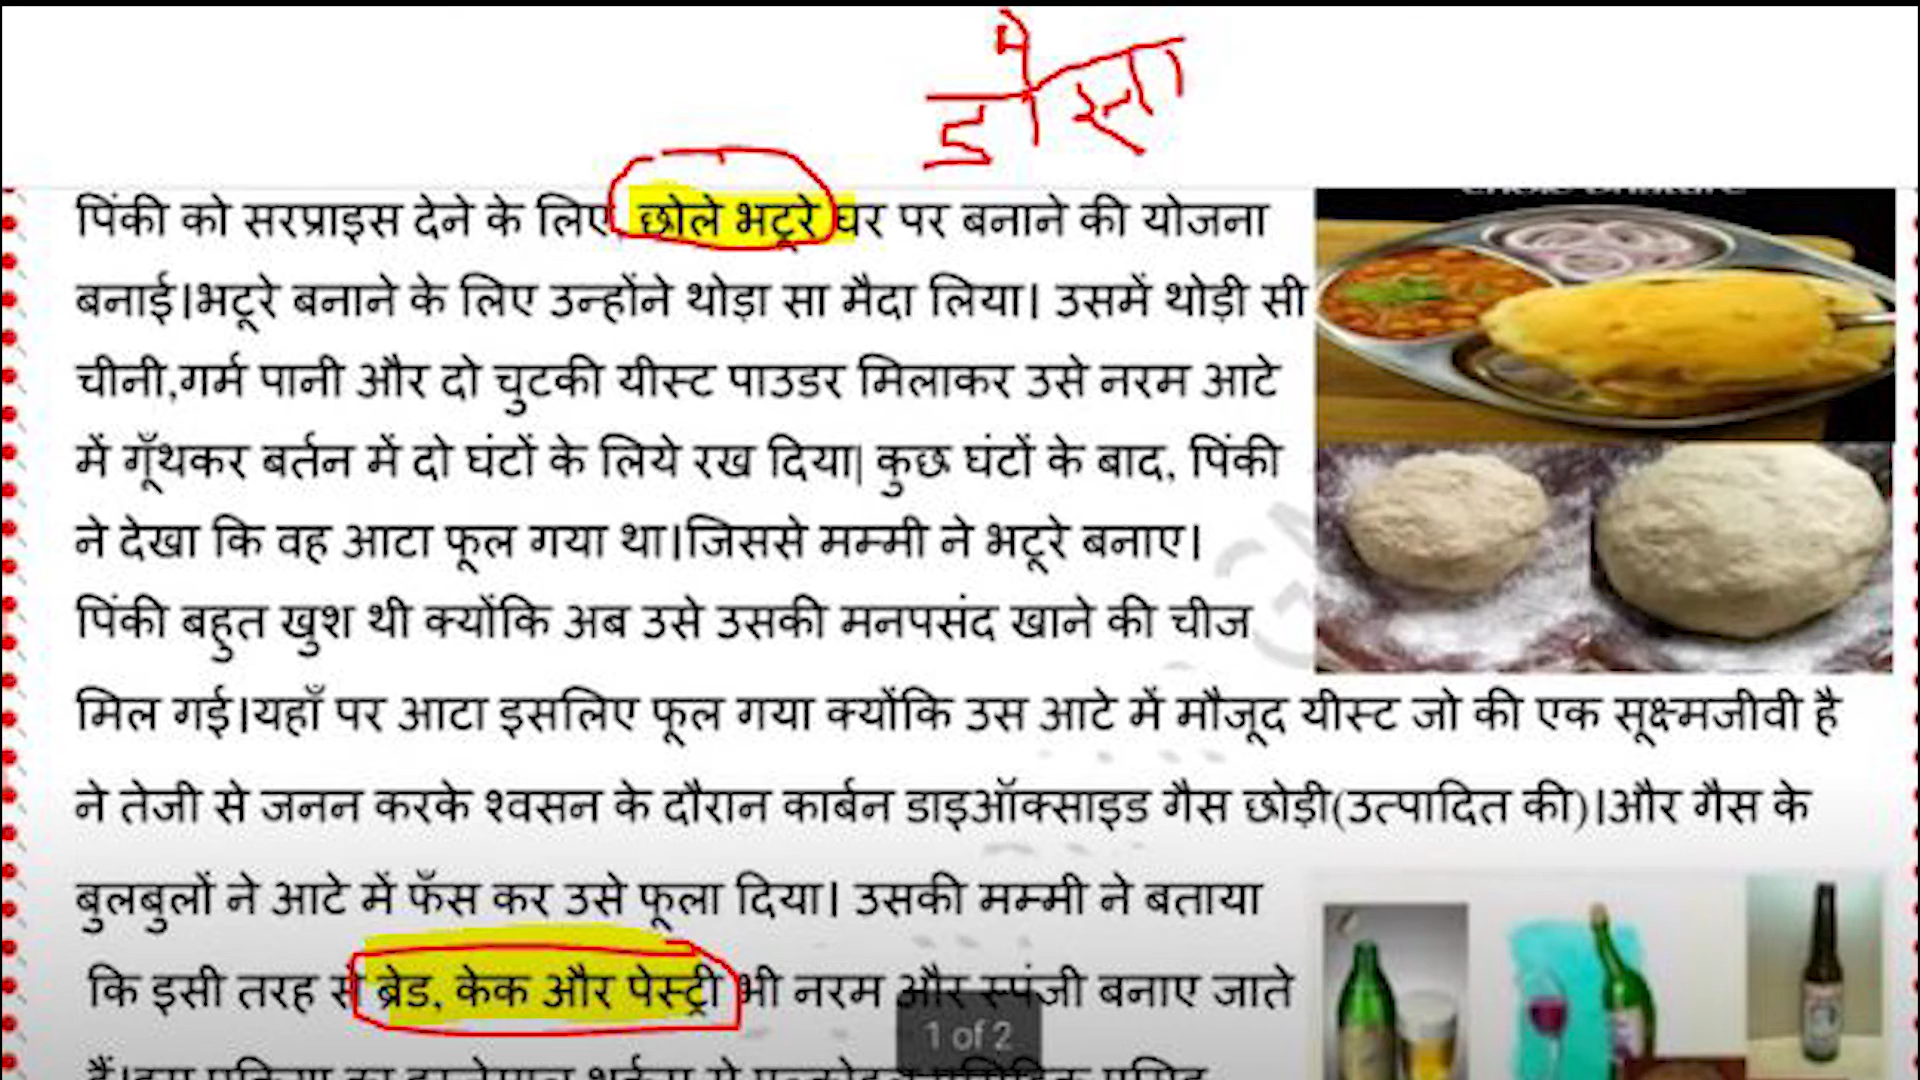 डोसा
पिंकी को सरप्राइस देने के लिए छोले भटूरे घर पर बनाने की योजना
बनाई।भटूरे बनाने के लिए उन्होंने थोड़ा सा मैदा लिया। उसमें थोड़ी सी
चीनी,गर्म पानी और दो चुटकी यीस्ट पाउडर मिलाकर उसे नरम आटे
में गूँथकर बर्तन में दो घंटों के लिये रख दिया| कुछ घंटों के बाद, पिंकी
ने देखा कि वह आटा फूल गया था।जिससे मम्मी ने भटूरे बनाए।
पिंकी बहुत खुश थी क्योंकि अब उसे उसकी मनपसंद खाने की चीज
मिल गई।यहाँ पर आटा इसलिए फूल गया क्योंकि उस आटे में मौजूद यीस्ट जो की एक सूक्ष्मजीवी है
ने तेजी से जनन करके श्वसन के दौरान कार्बन डाइऑक्साइड गैस छोड़ी(उत्पादित की)।और गैस के
बुलबुलों ने आटे में फँस कर उसे फूला दिया। उसकी मम्मी ने बताया
कि इसी तरह से ब्रेड, केक और पेस्ट्री भी नरम और स्पंजी बनाए जाते
1 of 2